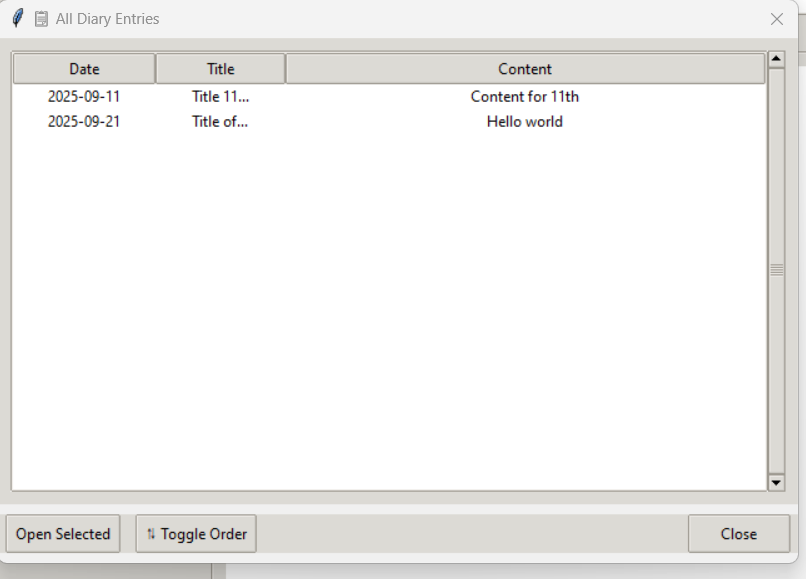 All Diary Entries
Date Title Content
2025-09-11 Title 11... Content for 11th
2025-09-21 Title of... Hello world
Open Selected ⇅ Toggle Order Close